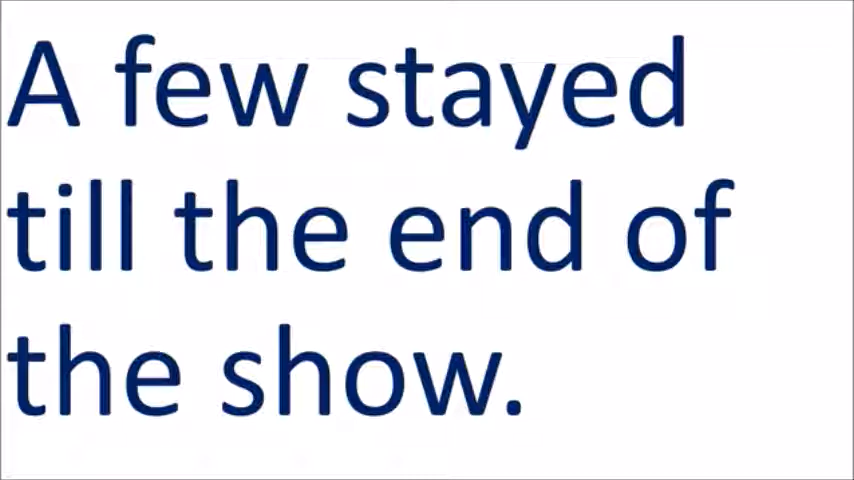 A few stayed
till the end of
the show.